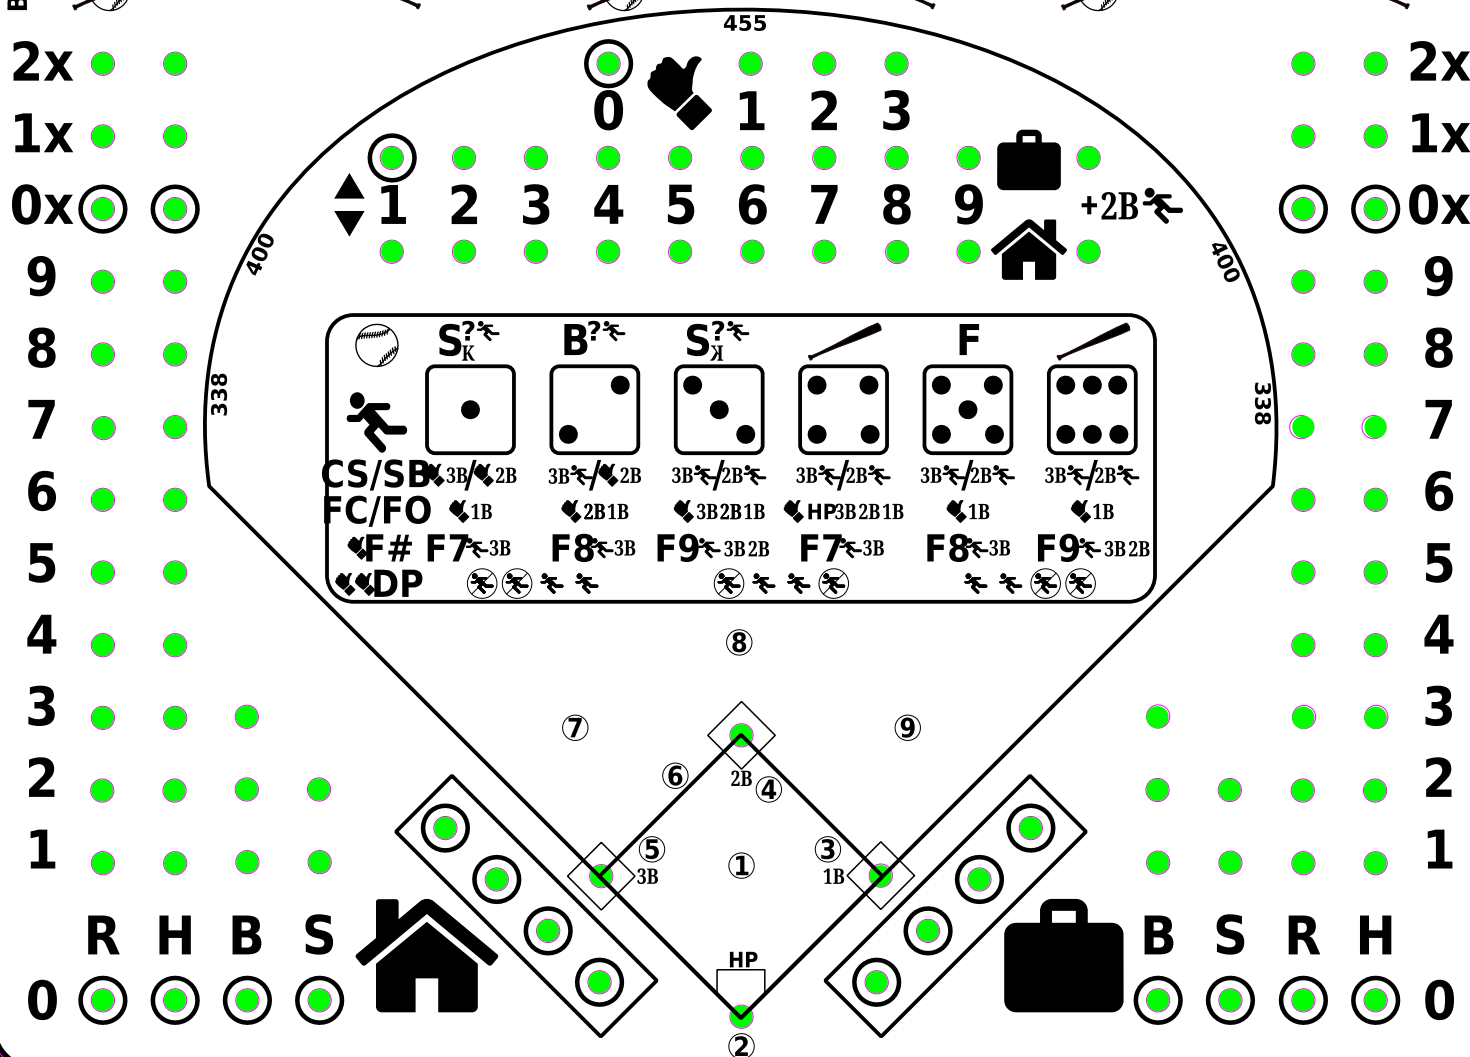 455
2x 2x
0 1 2 3
1x 1x
0x 1 2 3 4 5 6 7 8 9 +2B 0x
400 400
9 9
S?K B? S?ꓘ F
8 8
338 338
7 7
CS/SB 3B/2B 3B/2B 3B/2B 3B/2B 3B/2B 3B/2B
6 FC/FO 1B 2B1B 3B2B1B HP3B2B1B 1B 1B 6
F# F7 3B F8 3B F9 3B2B F7 3B F8 3B F9 3B2B
5 DP 5
4 ⑧ 4
3 ⑦ ⑨ 3
2 ⑥ 2B ④ 2
1 ⑤ 3B ① ③ 1B 1
R H B S HP B S R H
0 0
②